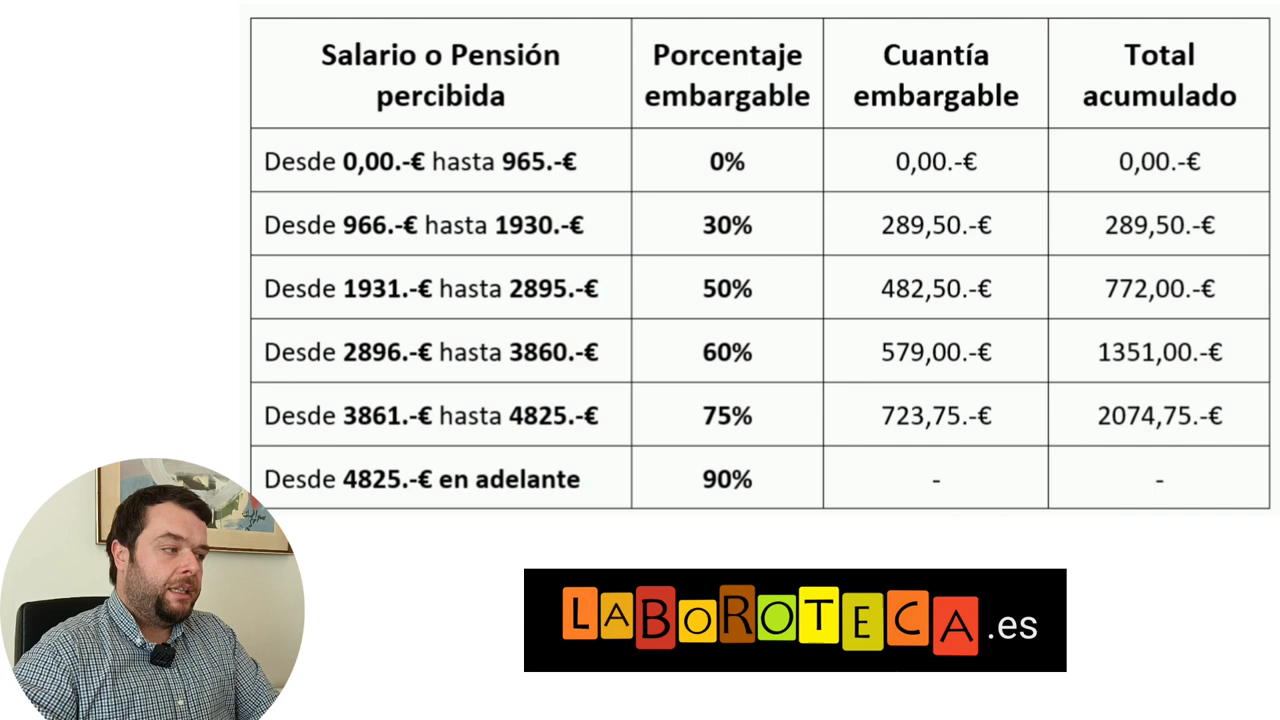 Salario o Pensión percibida | Porcentaje embargable | Cuantía embargable | Total acumulado
Desde 0,00.-€ hasta 965.-€ | 0% | 0,00.-€ | 0,00.-€
Desde 966.-€ hasta 1930.-€ | 30% | 289,50.-€ | 289,50.-€
Desde 1931.-€ hasta 2895.-€ | 50% | 482,50.-€ | 772,00.-€
Desde 2896.-€ hasta 3860.-€ | 60% | 579,00.-€ | 1351,00.-€
Desde 3861.-€ hasta 4825.-€ | 75% | 723,75.-€ | 2074,75.-€
Desde 4825.-€ en adelante | 90% | - | -
LABOROTECA.es